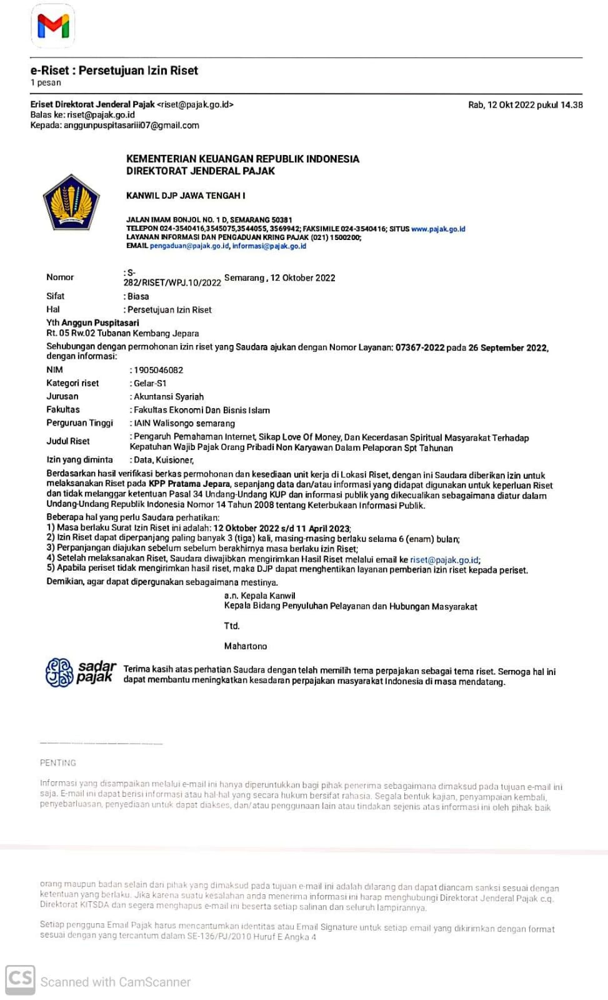 e-Riset : Persetujuan Izin Riset
1 pesan
Eriset Direktorat Jenderal Pajak <riset@pajak.go.id>
Rab, 12 Okt 2022 pukul 14.38
Balas ke: riset@pajak.go.id
Kepada: anggunpuspitasariii07@gmail.com
KEMENTERIAN KEUANGAN REPUBLIK INDONESIA
DIREKTORAT JENDERAL PAJAK
KANWIL DJP JAWA TENGAH I
JALAN IMAM BONJOL NO. 1 D, SEMARANG 50381
TELEPON 024-3540416,3545075,3544055, 3569942; FAKSIMILE 024-3540416; SITUS www.pajak.go.id
LAYANAN INFORMASI DAN PENGADUAN KRING PAJAK (021) 1500200;
EMAIL pengaduan@pajak.go.id, informasi@pajak.go.id
Nomor : S-
282/RISET/WPJ.10/2022 Semarang , 12 Oktober 2022
Sifat : Biasa
Hal : Persetujuan Izin Riset
Yth Anggun Puspitasari
Rt. 05 Rw.02 Tubanan Kembang Jepara
Sehubungan dengan permohonan izin riset yang Saudara ajukan dengan Nomor Layanan: 07367-2022 pada 26 September 2022,
dengan informasi:
NIM : 1905046082
Kategori riset : Gelar-S1
Jurusan : Akuntansi Syariah
Fakultas : Fakultas Ekonomi Dan Bisnis Islam
Perguruan Tinggi : IAIN Walisongo semarang
Judul Riset : Pengaruh Pemahaman Internet, Sikap Love Of Money, Dan Kecerdasan Spiritual Masyarakat Terhadap
Kepatuhan Wajib Pajak Orang Pribadi Non Karyawan Dalam Pelaporan Spt Tahunan
Izin yang diminta : Data, Kuisioner,
Berdasarkan hasil verifikasi berkas permohonan dan kesediaan unit kerja di Lokasi Riset, dengan ini Saudara diberikan izin untuk
melaksanakan Riset pada KPP Pratama Jepara, sepanjang data dan/atau informasi yang didapat digunakan untuk keperluan Riset
dan tidak melanggar ketentuan Pasal 34 Undang-Undang KUP dan informasi publik yang dikecualikan sebagaimana diatur dalam
Undang-Undang Republik Indonesia Nomor 14 Tahun 2008 tentang Keterbukaan Informasi Publik.
Beberapa hal yang perlu Saudara perhatikan:
1) Masa berlaku Surat Izin Riset ini adalah: 12 Oktober 2022 s/d 11 April 2023;
2) Izin Riset dapat diperpanjang paling banyak 3 (tiga) kali, masing-masing berlaku selama 6 (enam) bulan;
3) Perpanjangan diajukan sebelum sebelum berakhirnya masa berlaku izin Riset;
4) Setelah melaksanakan Riset, Saudara diwajibkan mengirimkan Hasil Riset melalui email ke riset@pajak.go.id;
5) Apabila periset tidak mengirimkan hasil riset, maka DJP dapat menghentikan layanan pemberian izin riset kepada periset.
Demikian, agar dapat dipergunakan sebagaimana mestinya.
a.n. Kepala Kanwil
Kepala Bidang Penyuluhan Pelayanan dan Hubungan Masyarakat
Ttd.
Mahartono
sadar
pajak
Terima kasih atas perhatian Saudara dengan telah memilih tema perpajakan sebagai tema riset. Semoga hal ini
dapat membantu meningkatkan kesadaran perpajakan masyarakat Indonesia di masa mendatang.
PENTING
Informasi yang disampaikan melalui e-mail ini hanya diperuntukkan bagi pihak penerima sebagaimana dimaksud pada tujuan e-mail ini
saja. E-mail ini dapat berisi informasi atau hal-hal yang secara hukum bersifat rahasia. Segala bentuk kajian, penyampaian kembali,
penyebarluasan, penyediaan untuk dapat diakses, dan/atau penggunaan lain atau tindakan sejenis atas informasi ini oleh pihak baik
orang maupun badan selain dari pihak yang dimaksud pada tujuan e-mail ini adalah dilarang dan dapat diancam sanksi sesuai dengan
ketentuan yang berlaku. Jika karena suatu kesalahan anda menerima informasi ini harap menghubungi Direktorat Jenderal Pajak c.q.
Direktorat KITSDA dan segera menghapus e-mail ini beserta setiap salinan dan seluruh lampirannya.
Setiap pengguna Email Pajak harus mencantumkan identitas atau Email Signature untuk setiap email yang dikirimkan dengan format
sesuai dengan yang tercantum dalam SE-136/PJ/2010 Huruf E Angka 4
CS Scanned with CamScanner